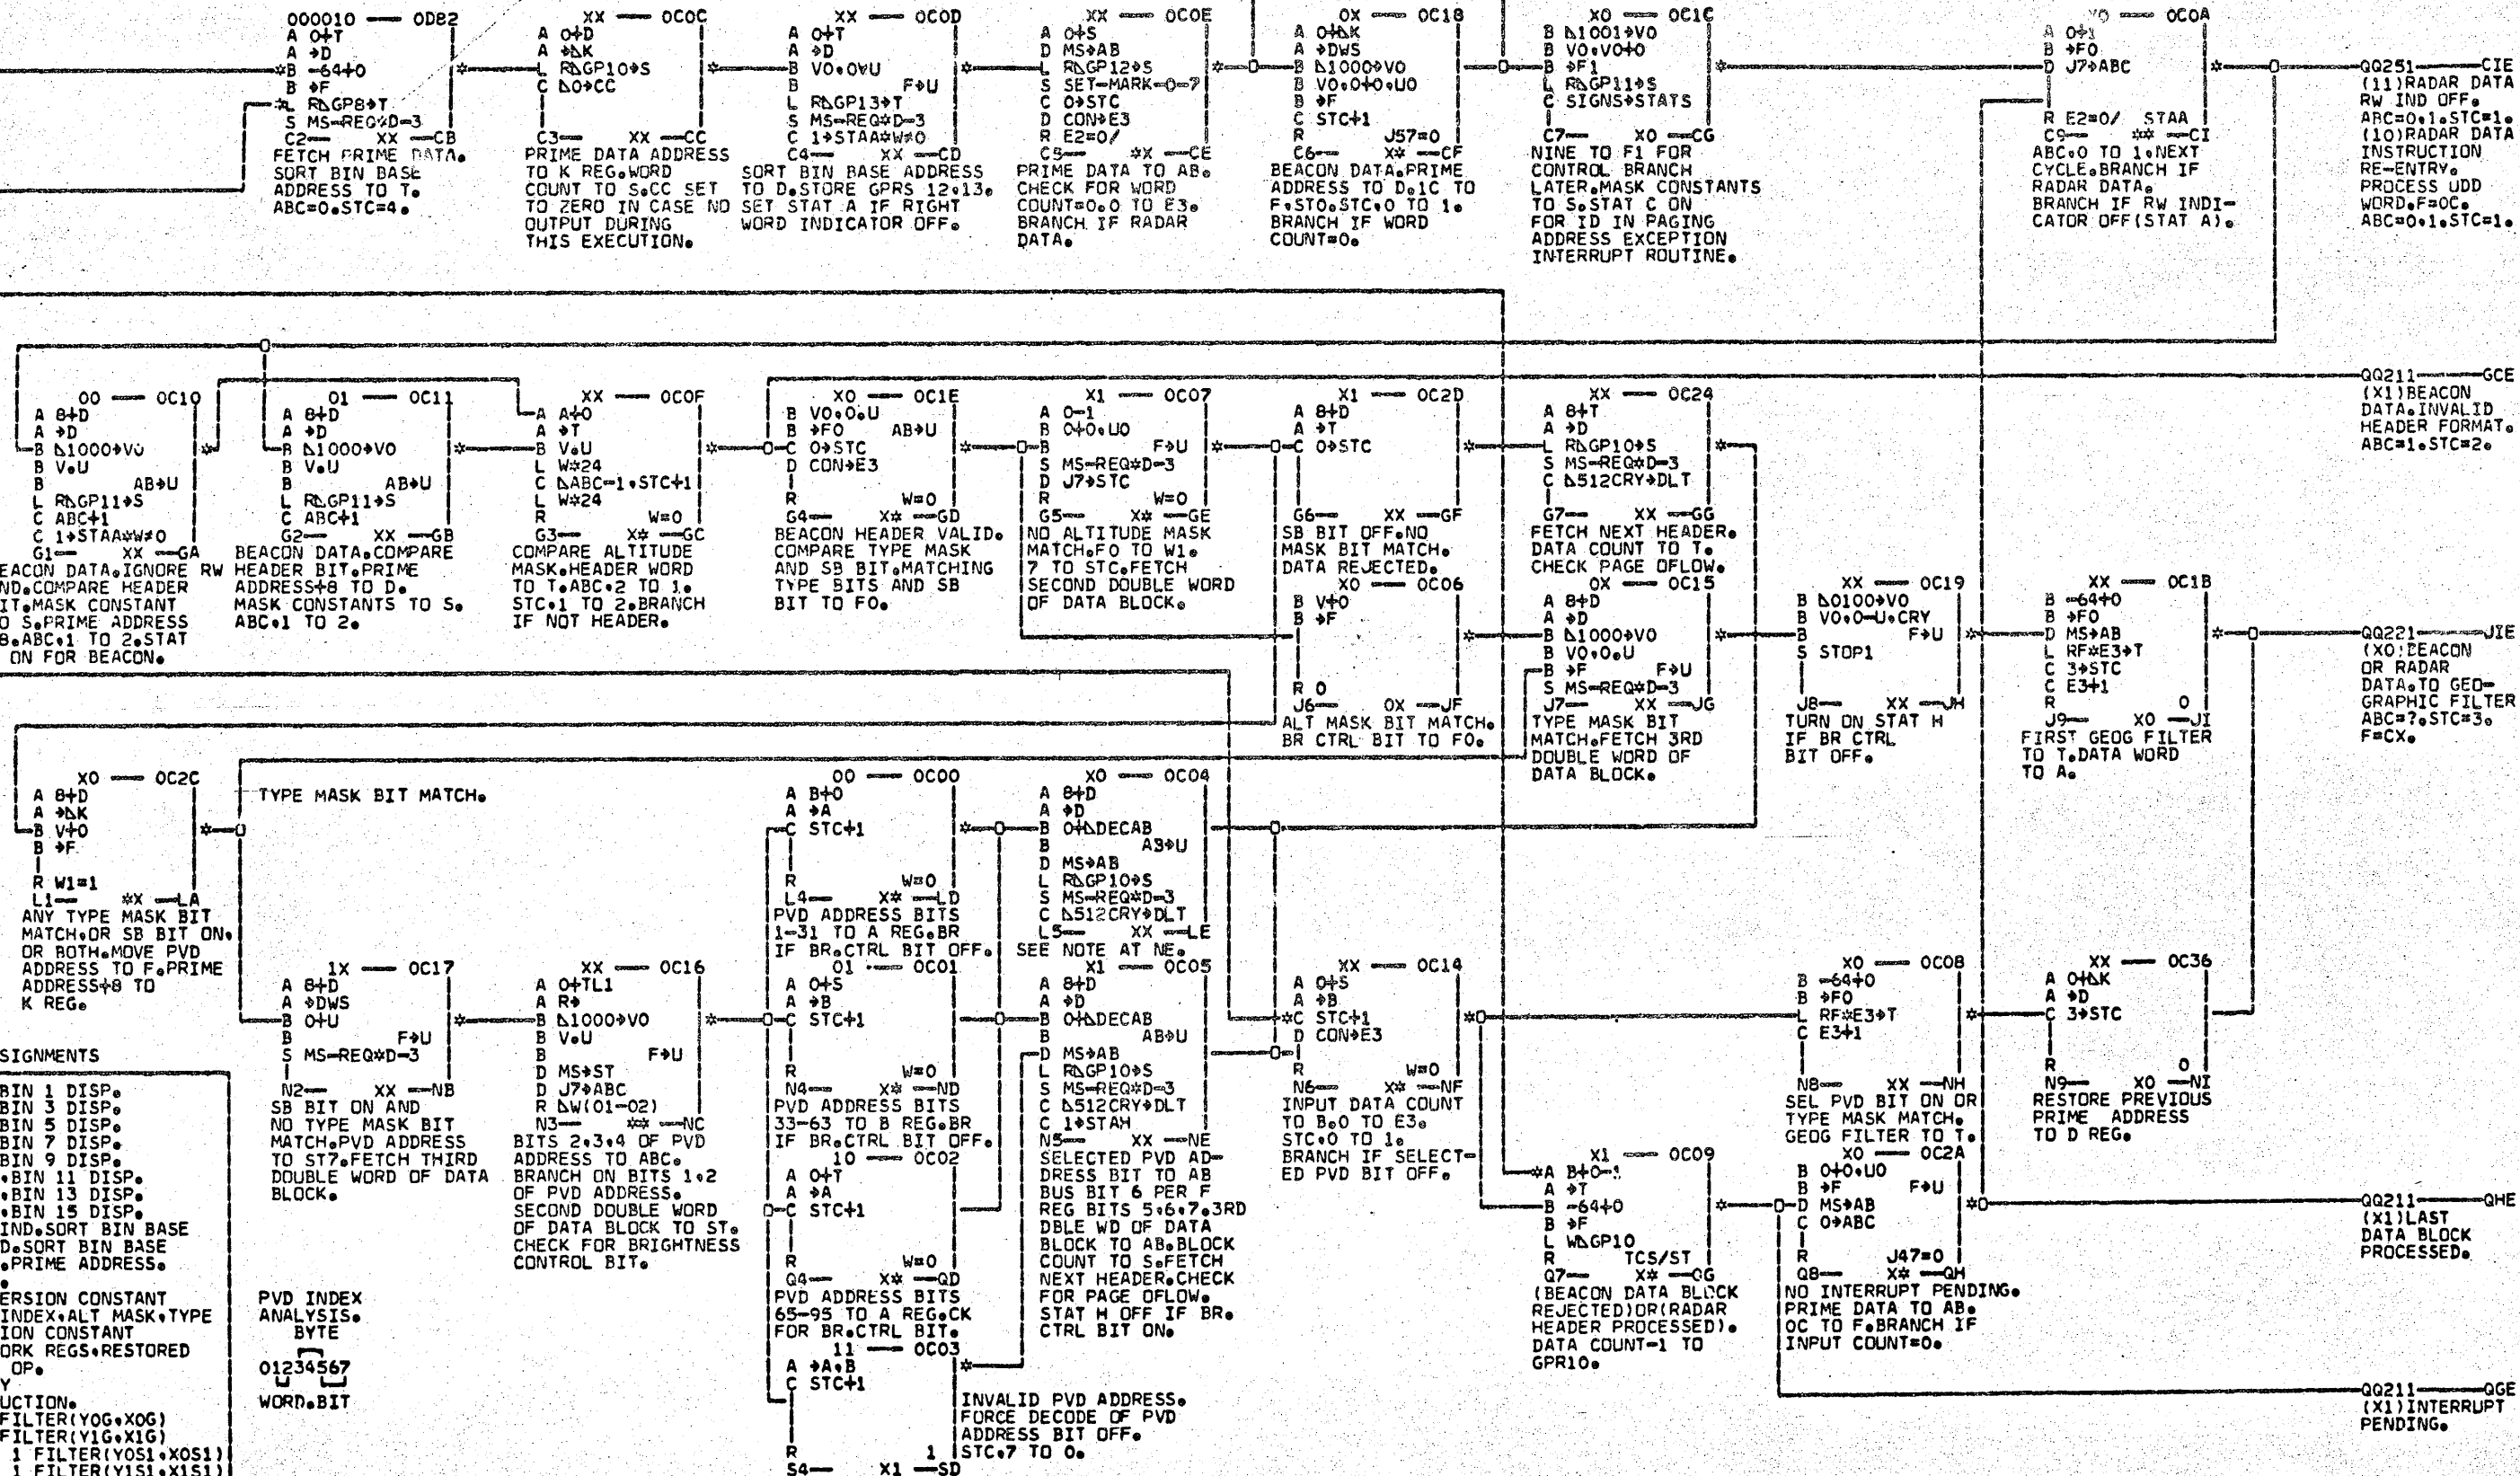 000010 — 0D82
A 0+T
A →D
*B -64+0
B →F
*L R∆GP8→T
S MS-REQ*D-3
C2— XX —CB
FETCH PRIME DATA.
SORT BIN BASE
ADDRESS TO T.
ABC=0.STC=4.
XX — 0C0C
A 0+D
A →∆K
L R∆GP10→S
C ∆0→CC
C3— XX —CC
PRIME DATA ADDRESS
TO K REG.WORD
COUNT TO S.CC SET
TO ZERO IN CASE NO
OUTPUT DURING
THIS EXECUTION.
XX — 0C0D
A 0+T
A →D
B V0.0∀U
B F→U
L R∆GP13→T
S MS-REQ*D-3
C 1→STAA*W≠0
C4— XX —CD
SORT BIN BASE ADDRESS
TO D.STORE GPRS 12.13.
SET STAT A IF RIGHT
WORD INDICATOR OFF.
XX — 0C0E
A 0+S
D MS→AB
L R∆GP12→S
S SET-MARK-0-7
C 0→STC
D CON→E3
R E2=0/
C5— *X —CE
PRIME DATA TO AB.
CHECK FOR WORD
COUNT=0.0 TO E3.
BRANCH IF RADAR
DATA.
0X — 0C18
A 0+∆K
A →DWS
B ∆1000→V0
B V0.0+0.U0
B →F
C STC+1
R J57=0
C6— X* —CF
BEACON DATA.PRIME
ADDRESS TO D.1C TO
F.ST0.STC.0 TO 1.
BRANCH IF WORD
COUNT=0.
X0 — 0C1C
B ∆1001→V0
B V0.V0+0
B →F1
L R∆GP11→S
C SIGNS→STATS
C7— X0 —CG
NINE TO F1 FOR
CONTROL BRANCH
LATER.MASK CONSTANTS
TO S.STAT C ON
FOR ID IN PAGING
ADDRESS EXCEPTION
INTERRUPT ROUTINE.
X0 — 0C0A
A 0+1
B →F0
D J7→ABC
R E2=0/ STAA
C9— ** —CI
ABC.0 TO 1.NEXT
CYCLE.BRANCH IF
RADAR DATA.
BRANCH IF RW INDI-
CATOR OFF(STAT A).
QQ251——CIE
(11)RADAR DATA
RW IND OFF.
ABC=0.1.STC=1.
(10)RADAR DATA
INSTRUCTION
RE-ENTRY.
PROCESS UDD
WORD.F=0C.
ABC=0.1.STC=1.
00 — 0C10
A 8+D
A →D
B ∆1000→V0
B V.U
B AB→U
L R∆GP11→S
C ABC+1
C 1→STAA*W≠0
G1— XX —GA
EACON DATA.IGNORE RW
ND.COMPARE HEADER
IT.MASK CONSTANT
O S.PRIME ADDRESS
8.ABC.1 TO 2.STAT
ON FOR BEACON.
01 — 0C11
A 8+D
A →D
B ∆1000→V0
B V.U
B AB→U
L R∆GP11→S
C ABC+1
G2— XX —GB
BEACON DATA.COMPARE
HEADER BIT.PRIME
ADDRESS+8 TO D.
MASK CONSTANTS TO S.
ABC.1 TO 2.
XX — 0C0F
A A+0
A →T
B V.U
L W*24
C ∆ABC-1.STC+1
L W*24
R W=0
G3— X* —GC
COMPARE ALTITUDE
MASK.HEADER WORD
TO T.ABC.2 TO 1.
STC.1 TO 2.BRANCH
IF NOT HEADER.
X0 — 0C1E
B V0.0.U
B →F0 AB→U
C 0→STC
D CON→E3
R W=0
G4— X* —GD
BEACON HEADER VALID.
COMPARE TYPE MASK
AND SB BIT.MATCHING
TYPE BITS AND SB
BIT TO F0.
X1 — 0C07
A 0-1
B 0+0.U0
B F→U
S MS-REQ*D-3
D J7→STC
R W=0
G5— X* —GE
NO ALTITUDE MASK
MATCH.F0 TO W1.
7 TO STC.FETCH
SECOND DOUBLE WORD
OF DATA BLOCK.
X1 — 0C2D
A 8+D
A →T
C 0→STC
G6— XX —GF
SB BIT OFF.NO
MASK BIT MATCH.
DATA REJECTED.
XX — 0C24
A 8+T
A →D
L R∆GP10→S
S MS-REQ*D-3
C ∆512CRY→DLT
G7— XX —GG
FETCH NEXT HEADER.
DATA COUNT TO T.
CHECK PAGE OFLOW.
QQ211——GCE
(X1)BEACON
DATA.INVALID
HEADER FORMAT.
ABC=1.STC=2.
X0 — 0C06
B V+0
B →F
R 0
J6— 0X —JF
ALT MASK BIT MATCH.
BR CTRL BIT TO F0.
0X — 0C15
A 8+D
A →D
B ∆1000→V0
B V0.0.U
B →F F→U
S MS-REQ*D-3
J7— XX —JG
TYPE MASK BIT
MATCH.FETCH 3RD
DOUBLE WORD OF
DATA BLOCK.
XX — 0C19
B ∆0100→V0
B V0.0-U.CRY
B F→U
S STOP1
J8— XX —JH
TURN ON STAT H
IF BR CTRL
BIT OFF.
XX — 0C1B
B -64+0
B →F0
D MS→AB
L RF*E3→T
C 3→STC
C E3+1
R 0
J9— X0 —JI
FIRST GEOG FILTER
TO T.DATA WORD
TO A.
QQ221——JIE
(X0)BEACON
OR RADAR
DATA.TO GEO-
GRAPHIC FILTER
ABC=?.STC=3.
F=CX.
X0 — 0C2C
A 8+D
A →∆K
B V+0
B →F
R W1=1
L1— *X —LA
ANY TYPE MASK BIT
MATCH.OR SB BIT ON.
OR BOTH.MOVE PVD
ADDRESS TO F.PRIME
ADDRESS+8 TO
K REG.
TYPE MASK BIT MATCH.
00 — 0C00
A B+0
A →A
C STC+1
R W=0
L4— X* —LD
PVD ADDRESS BITS
1-31 TO A REG.BR
IF BR.CTRL BIT OFF.
X0 — 0C04
A 8+D
A →D
B 0+∆DECAB
B AB→U
D MS→AB
L R∆GP10→S
S MS-REQ*D-3
C ∆512CRY→DLT
L5— XX —LE
SEE NOTE AT NE.
1X — 0C17
A 8+D
A →DWS
B 0+U
B F→U
S MS-REQ*D-3
N2— XX —NB
SB BIT ON AND
NO TYPE MASK BIT
MATCH.PVD ADDRESS
TO ST7.FETCH THIRD
DOUBLE WORD OF DATA
BLOCK.
XX — 0C16
A 0+TL1
A R→
B ∆1000→V0
B V.U
B F→U
D MS→ST
D J7→ABC
R ∆W(01-02)
N3— ** —NC
BITS 2.3.4 OF PVD
ADDRESS TO ABC.
BRANCH ON BITS 1.2
OF PVD ADDRESS.
SECOND DOUBLE WORD
OF DATA BLOCK TO ST.
CHECK FOR BRIGHTNESS
CONTROL BIT.
01 — 0C01
A 0+S
A →B
C STC+1
R W=0
N4— X* —ND
PVD ADDRESS BITS
33-63 TO B REG.BR
IF BR.CTRL BIT OFF.
X1 — 0C05
A 8+D
A →D
B 0+∆DECAB
B AB→U
D MS→AB
L R∆GP10→S
S MS-REQ*D-3
C ∆512CRY→DLT
C 1→STAH
N5— XX —NE
SELECTED PVD AD-
DRESS BIT TO AB
BUS BIT 6 PER F
REG BITS 5.6.7.3RD
DBLE WD OF DATA
BLOCK TO AB.BLOCK
COUNT TO S.FETCH
NEXT HEADER.CHECK
FOR PAGE OFLOW.
STAT H OFF IF BR.
CTRL BIT ON.
XX — 0C14
A 0+S
A →B
*C STC+1
D CON→E3
R W=0
N6— X* —NF
INPUT DATA COUNT
TO B.0 TO E3.
STC.0 TO 1.
BRANCH IF SELECT-
ED PVD BIT OFF.
X0 — 0C08
B -64+0
B →F0
L RF*E3→T
C E3+1
N8— XX —NH
SEL PVD BIT ON OR
TYPE MASK MATCH.
GEOG FILTER TO T.
XX — 0C36
A 0+∆K
A →D
C 3→STC
R 0
N9— X0 —NI
RESTORE PREVIOUS
PRIME ADDRESS
TO D REG.
SIGNMENTS
BIN 1 DISP.
BIN 3 DISP.
BIN 5 DISP.
BIN 7 DISP.
BIN 9 DISP.
.BIN 11 DISP.
.BIN 13 DISP.
.BIN 15 DISP.
IND.SORT BIN BASE
D.SORT BIN BASE
.PRIME ADDRESS.
ERSION CONSTANT
INDEX.ALT MASK.TYPE
ION CONSTANT
ORK REGS.RESTORED
OP.
Y
UCTION.
FILTER(Y0G.X0G)
FILTER(Y1G.X1G)
1 FILTER(Y0S1.X0S1)
1 FILTER(Y1S1.X1S1)
PVD INDEX
ANALYSIS.
BYTE
01234567
WORD.BIT
10 — 0C02
A 0+T
A →A
C STC+1
R W=0
Q4— X* —QD
PVD ADDRESS BITS
65-95 TO A REG.CK
FOR BR.CTRL BIT.
11 — 0C03
A →A.B
C STC+1
R 1
S4— X1 —SD
INVALID PVD ADDRESS.
FORCE DECODE OF PVD
ADDRESS BIT OFF.
STC.7 TO 0.
X1 — 0C09
*A B+0-1
A →T
B -64+0
B →F
L W∆GP10
R TCS/ST
Q7— X* —QG
(BEACON DATA BLOCK
REJECTED)OR(RADAR
HEADER PROCESSED).
DATA COUNT-1 TO
GPR10.
X0 — 0C2A
B 0+0.U0
B →F F→U
D MS→AB
C 0→ABC
R J47=0
Q8— X* —QH
NO INTERRUPT PENDING.
PRIME DATA TO AB.
0C TO F.BRANCH IF
INPUT COUNT=0.
QQ211——QHE
(X1)LAST
DATA BLOCK
PROCESSED.
QQ211——QGE
(X1)INTERRUPT
PENDING.